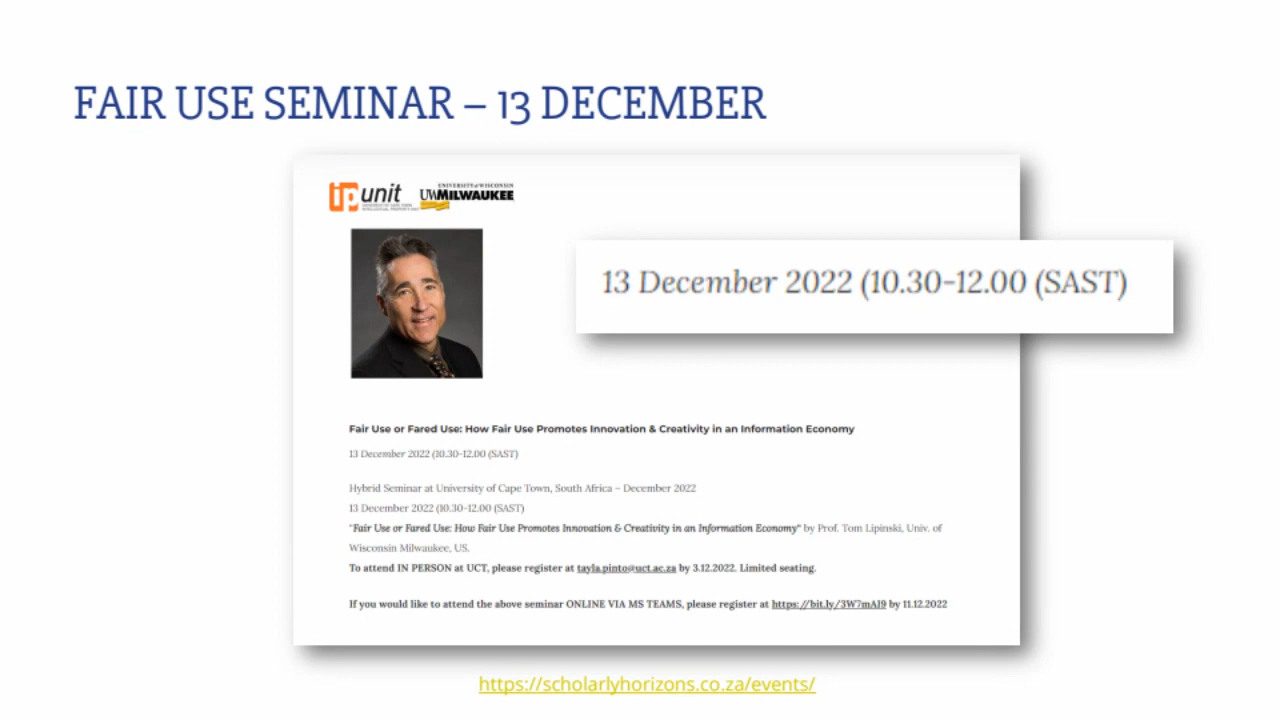 FAIR USE SEMINAR – 13 DECEMBER
ip unit
UNIVERSITY of WISCONSIN
UWMILWAUKEE
13 December 2022 (10.30-12.00 (SAST)
Fair Use or Fared Use: How Fair Use Promotes Innovation & Creativity in an Information Economy
13 December 2022 (10.30-12.00 (SAST)
Hybrid Seminar at University of Cape Town, South Africa – December 2022
13 December 2022 (10.30-12.00 (SAST)
"Fair Use or Fared Use: How Fair Use Promotes Innovation & Creativity in an Information Economy" by Prof. Tom Lipinski, Univ. of
Wisconsin Milwaukee, US.
To attend IN PERSON at UCT, please register at tayla.pinto@uct.ac.za by 3.12.2022. Limited seating.
If you would like to attend the above seminar ONLINE VIA MS TEAMS, please register at https://bit.ly/3W7mAI9 by 11.12.2022
https://scholarlyhorizons.co.za/events/